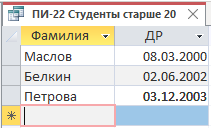 ПИ-22 Студенты старше 20
Фамилия ДР
Маслов 08.03.2000
Белкин 02.06.2002
Петрова 03.12.2003
*